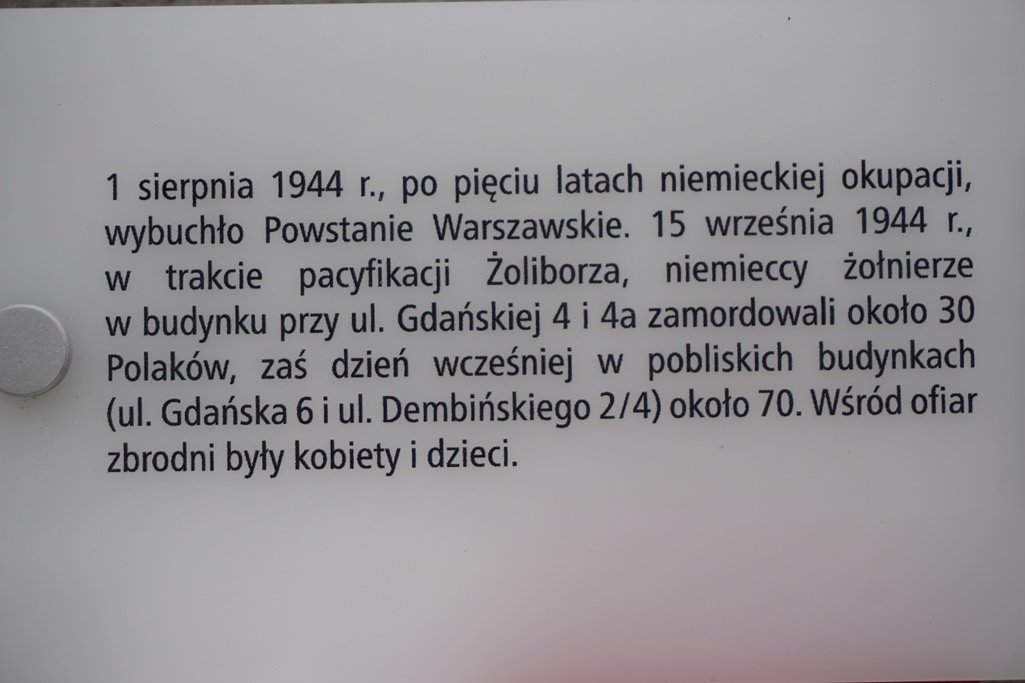 1 sierpnia 1944 r., po pięciu latach niemieckiej okupacji,
wybuchło Powstanie Warszawskie. 15 września 1944 r.,
w trakcie pacyfikacji Żoliborza, niemieccy żołnierze
w budynku przy ul. Gdańskiej 4 i 4a zamordowali około 30
Polaków, zaś dzień wcześniej w pobliskich budynkach
(ul. Gdańska 6 i ul. Dembińskiego 2/4) około 70. Wśród ofiar
zbrodni były kobiety i dzieci.